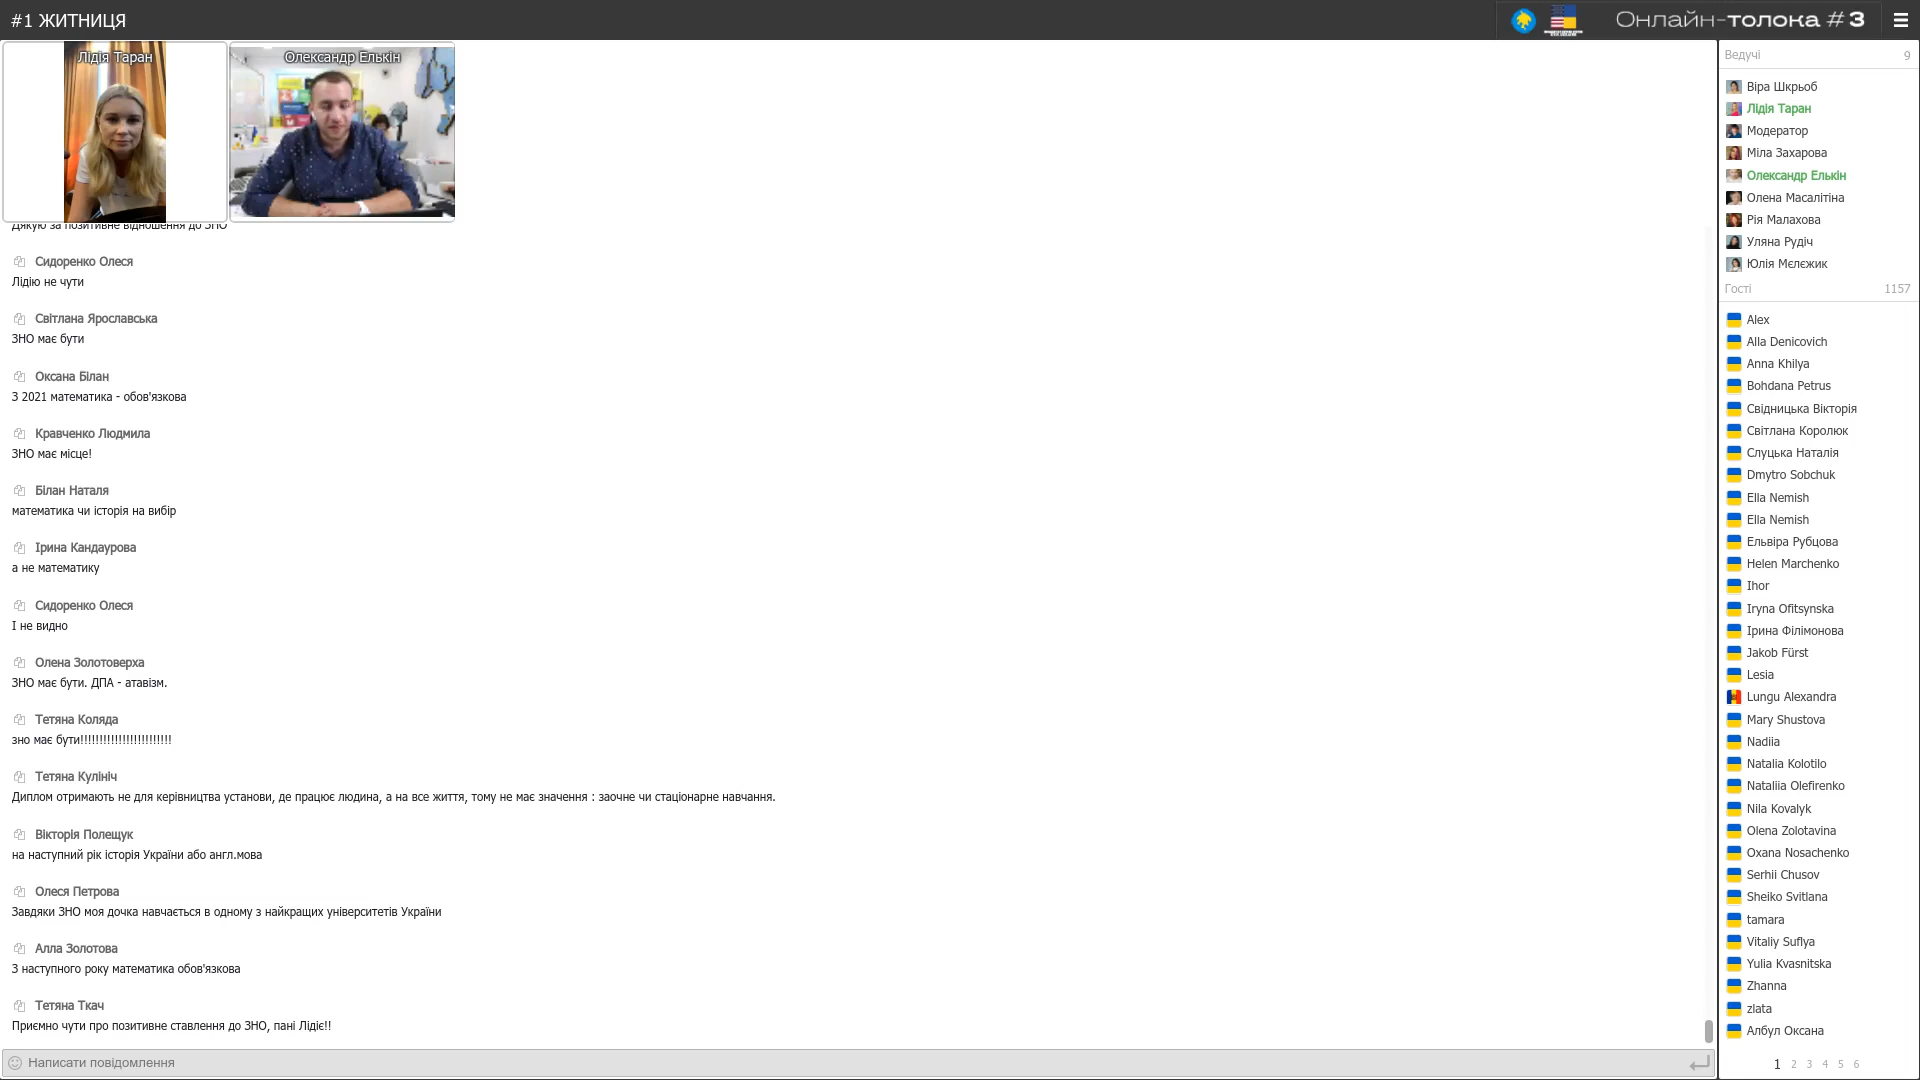 #1 ЖИТНИЦЯ
Онлайн-толока #3
Лідія Таран
Олександр Елькін
Дякую за позитивне відношення до ЗНО
Сидоренко Олеся
Лідію не чути
Світлана Ярославська
ЗНО має бути
Оксана Білан
З 2021 математика - обов'язкова
Кравченко Людмила
ЗНО має місце!
Білан Наталя
математика чи історія на вибір
Ірина Кандаурова
а не математику
Сидоренко Олеся
І не видно
Олена Золотоверха
ЗНО має бути. ДПА - атавізм.
Тетяна Коляда
зно має бути!!!!!!!!!!!!!!!!!!!!!!!!
Тетяна Кулініч
Диплом отримають не для керівництва установи, де працює людина, а на все життя, тому не має значення : заочне чи стаціонарне навчання.
Вікторія Полещук
на наступний рік історія України або англ.мова
Олеся Петрова
Завдяки ЗНО моя дочка навчається в одному з найкращих університетів України
Алла Золотова
З наступного року математика обов'язкова
Тетяна Ткач
Приємно чути про позитивне ставлення до ЗНО, пані Лідіє!!
Написати повідомлення
Ведучі 9
Віра Шкрьоб
Лідія Таран
Модератор
Міла Захарова
Олександр Елькін
Олена Масалітіна
Рія Малахова
Уляна Рудіч
Юлія Мєлєжик
Гості 1157
Alex
Alla Denicovich
Anna Khilya
Bohdana Petrus
Свідницька Вікторія
Світлана Королюк
Слуцька Наталія
Dmytro Sobchuk
Ella Nemish
Ella Nemish
Ельвіра Рубцова
Helen Marchenko
Ihor
Iryna Ofitsynska
Ірина Філімонова
Jakob Fürst
Lesia
Lungu Alexandra
Mary Shustova
Nadiia
Natalia Kolotilo
Nataliia Olefirenko
Nila Kovalyk
Olena Zolotavina
Oxana Nosachenko
Serhii Chusov
Sheiko Svitlana
tamara
Vitaliy Suflya
Yulia Kvasnitska
Zhanna
zlata
Албул Оксана
1 2 3 4 5 6